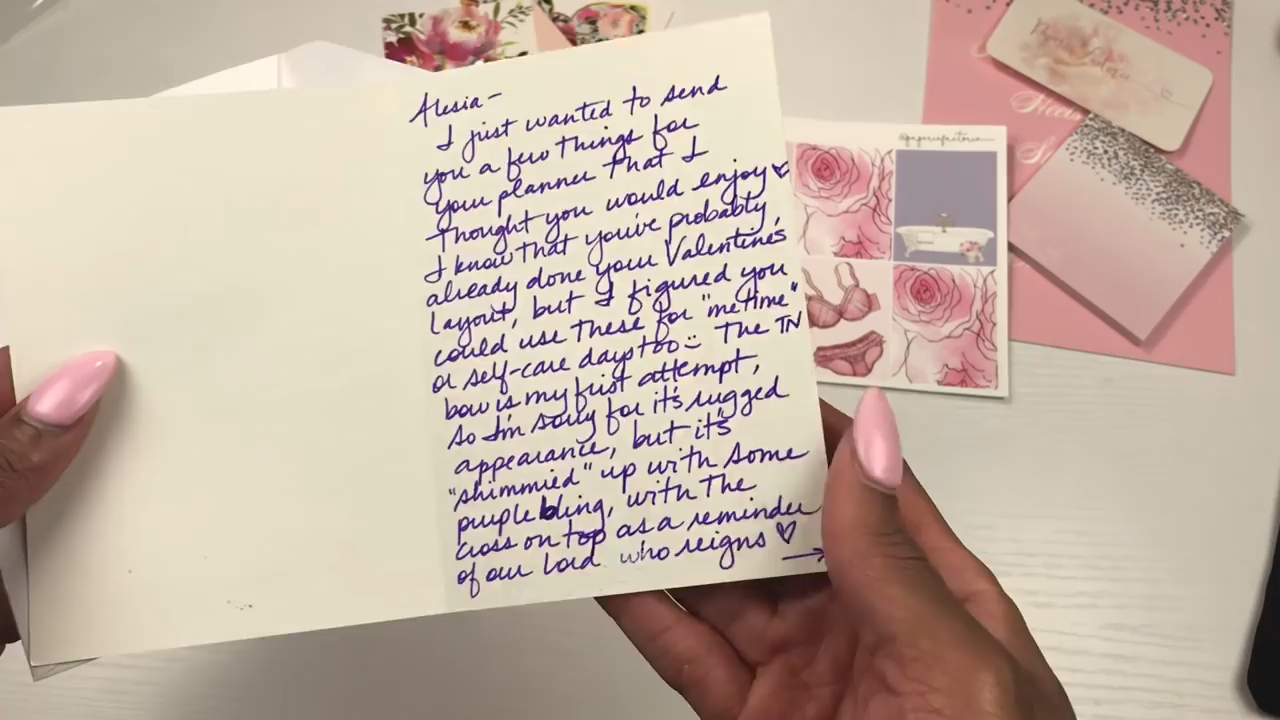 Alesia-
I just wanted to send
you a few things for
your planner that I
thought you would enjoy ♡
I know that you've probably
already done your Valentine's
layout, but I figured you
could use these for "me time"
or self-care days too :) The TN
bow is my first attempt,
so I'm sorry for it's rugged
appearance, but it's
"shimmied" up with some
purple bling, with the
cross on top as a reminder
of our Lord who reigns ♡
→